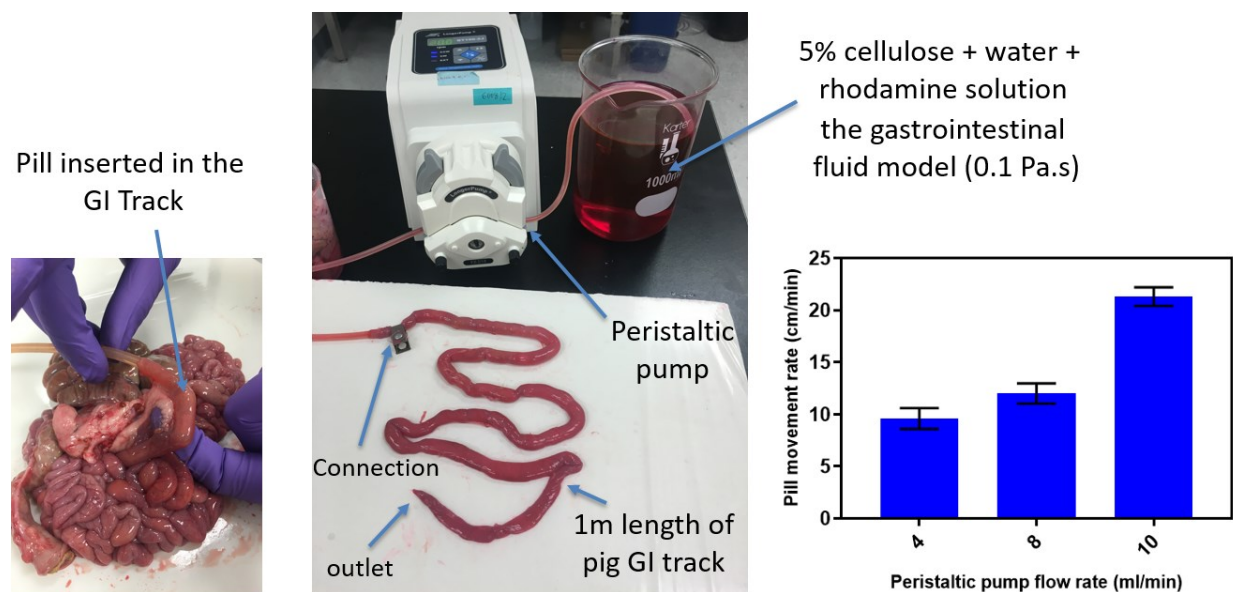 Pill inserted in the
GI Track
5% cellulose + water +
rhodamine solution
the gastrointestinal
fluid model (0.1 Pa.s)
1000ml
Peristaltic
pump
Connection
outlet
1m length of
pig GI track
Pill movement rate (cm/min)
25
20
15
10
5
0
4
8
10
Peristaltic pump flow rate (ml/min)